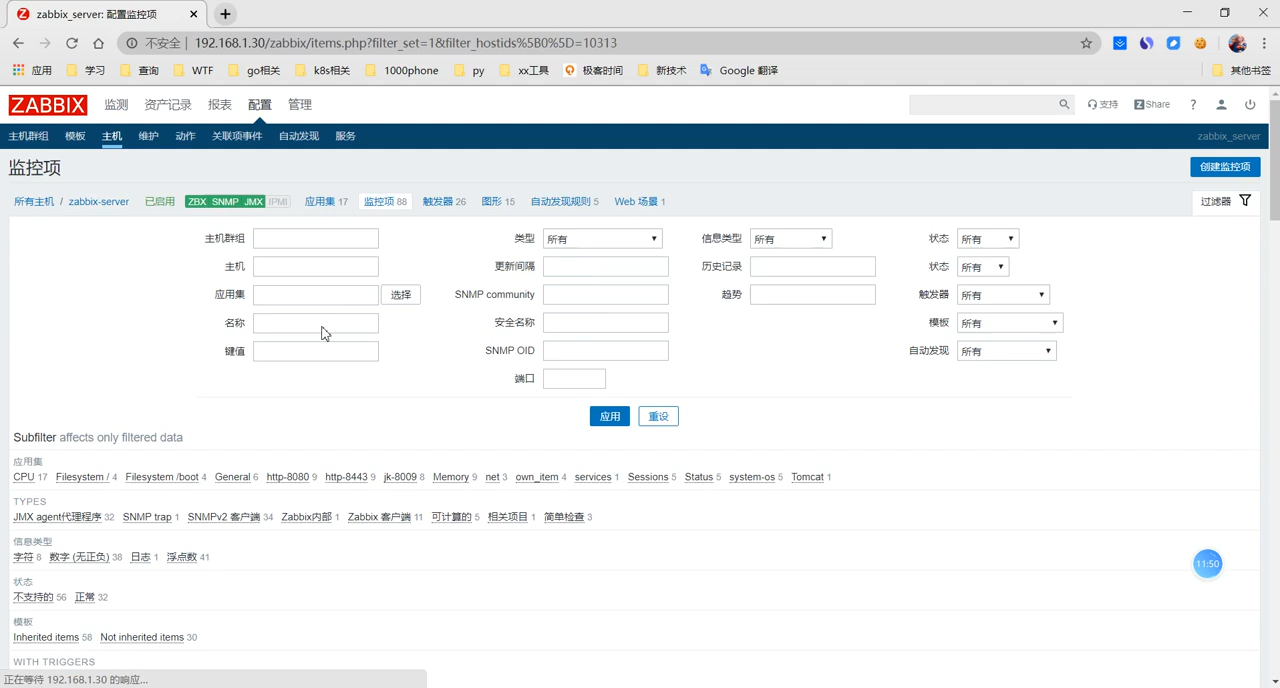 zabbix_server: 配置监控项
不安全 | 192.168.1.30/zabbix/items.php?filter_set=1&filter_hostids%5B0%5D=10313
应用 学习 查询 WTF go相关 k8s相关 1000phone py xx工具 极客时间 新技术 Google 翻译 其他书签
ZABBIX 监测 资产记录 报表 配置 管理 支持 Share ?
主机群组 模板 主机 维护 动作 关联项事件 自动发现 服务 zabbix_server
监控项 创建监控项
所有主机 / zabbix-server 已启用 ZBX SNMP JMX IPMI 应用集 17 监控项 88 触发器 26 图形 15 自动发现规则 5 Web 场景 1 过滤器
主机群组 类型 所有 信息类型 所有 状态 所有
主机 更新间隔 历史记录 状态 所有
应用集 选择 SNMP community 趋势 触发器 所有
名称 安全名称 模板 所有
键值 SNMP OID 自动发现 所有
端口
应用 重设
Subfilter affects only filtered data
应用集
CPU 17 Filesystem / 4 Filesystem /boot 4 General 6 http-8080 9 http-8443 9 jk-8009 8 Memory 9 net 3 own_item 4 services 1 Sessions 5 Status 5 system-os 5 Tomcat 1
TYPES
JMX agent代理程序 32 SNMP trap 1 SNMPv2 客户端 34 Zabbix内部 1 Zabbix 客户端 11 可计算的 5 相关项目 1 简单检查 3
信息类型
字符 8 数字 (无正负) 38 日志 1 浮点数 41
11:50
状态
不支持的 56 正常 32
模板
Inherited items 58 Not inherited items 30
WITH TRIGGERS
正在等待 192.168.1.30 的响应...